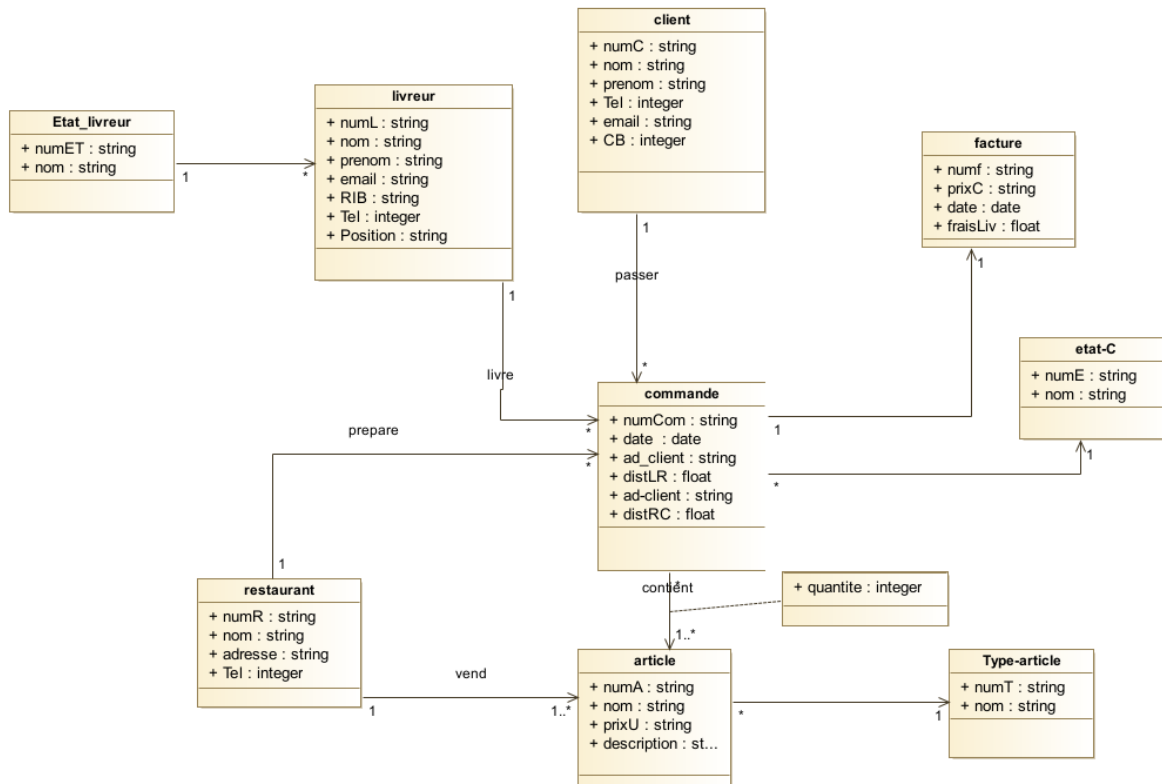 client
+ numC : string
+ nom : string
+ prenom : string
+ Tel : integer
+ email : string
+ CB : integer
1
passer
*
Etat_livreur
+ numET : string
+ nom : string
1
*
livreur
+ numL : string
+ nom : string
+ prenom : string
+ email : string
+ RIB : string
+ Tel : integer
+ Position : string
1
livre
*
facture
+ numf : string
+ prixC : string
+ date : date
+ fraisLiv : float
1
1
etat-C
+ numE : string
+ nom : string
1
*
commande
+ numCom : string
+ date : date
+ ad_client : string
+ distLR : float
+ ad-client : string
+ distRC : float
prepare
*
1
contient
*
1..*
+ quantite : integer
restaurant
+ numR : string
+ nom : string
+ adresse : string
+ Tel : integer
vend
1
1..*
article
+ numA : string
+ nom : string
+ prixU : string
+ description : st...
*
1
Type-article
+ numT : string
+ nom : string